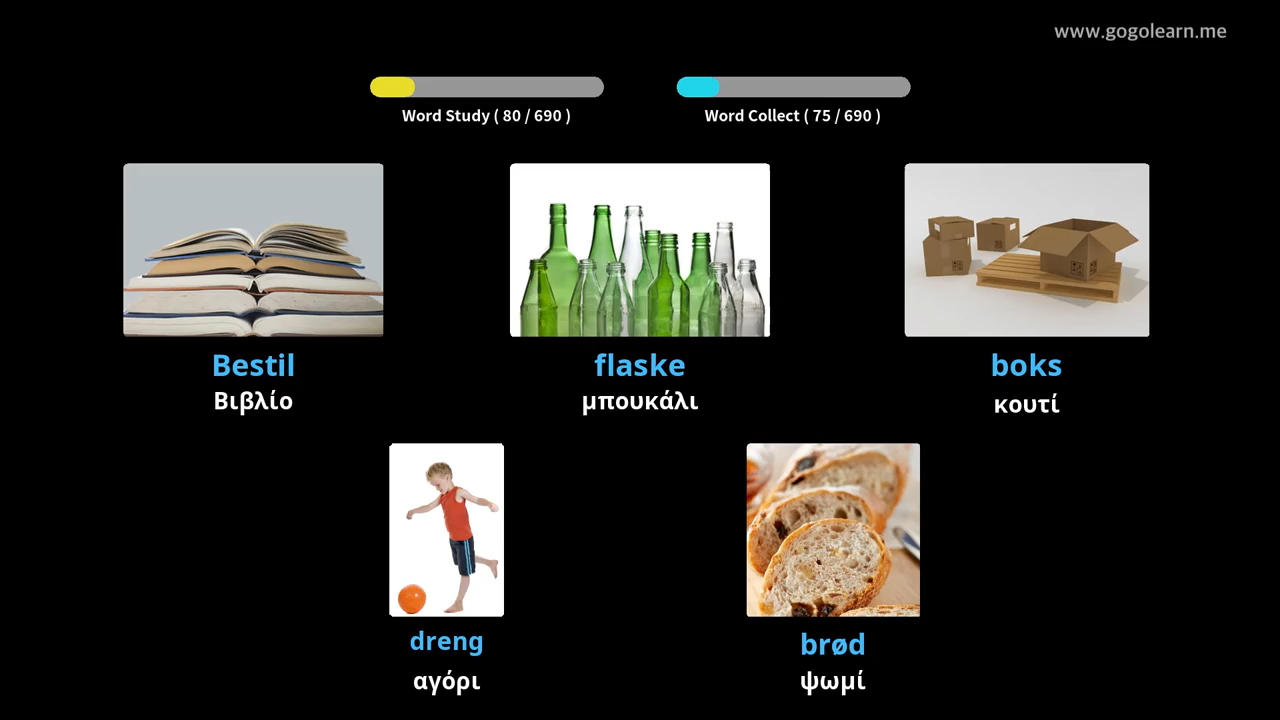 www.gogolearn.me
Word Study ( 80 / 690 )
Word Collect ( 75 / 690 )
Bestil
Βιβλίο
flaske
μπουκάλι
boks
κουτί
dreng
αγόρι
brød
ψωμί